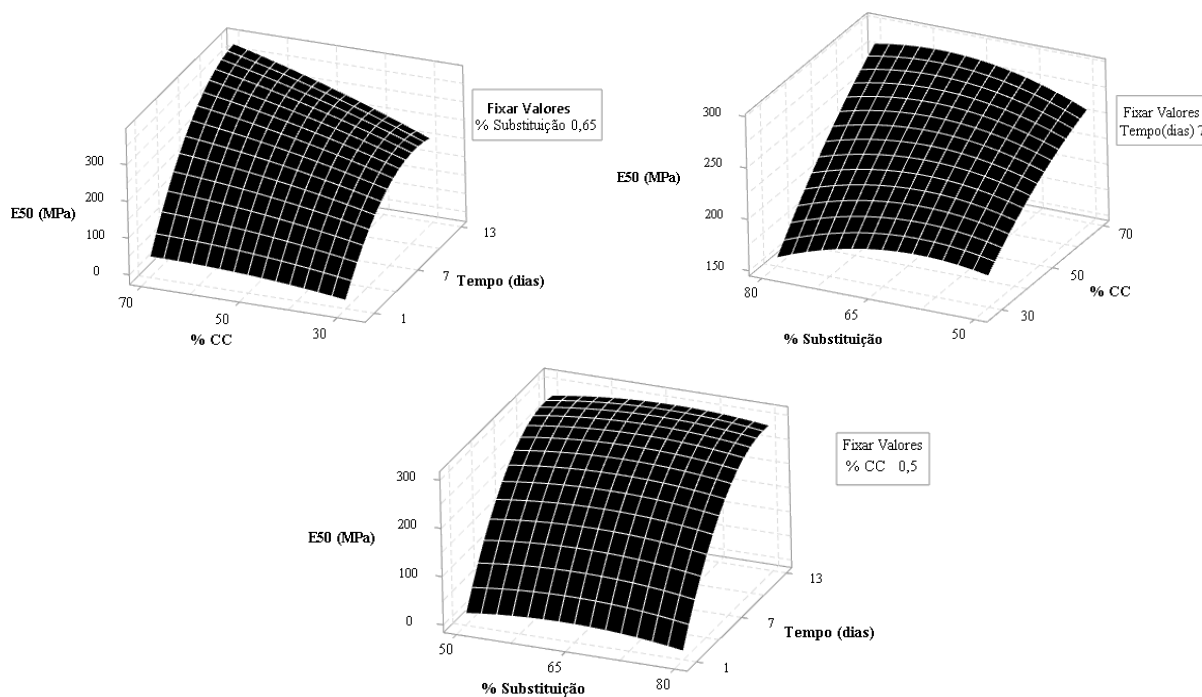 Fixar Valores
% Substituição 0,65
300
200
E50 (MPa)
100
0
13
7
Tempo (dias)
1
70
50
30
% CC
Fixar Valores
Tempo(dias) 7
300
250
E50 (MPa)
200
150
70
50
% CC
30
80
65
50
% Substituição
Fixar Valores
% CC 0,5
300
200
E50 (MPa)
100
0
13
7
Tempo (dias)
1
50
65
80
% Substituição